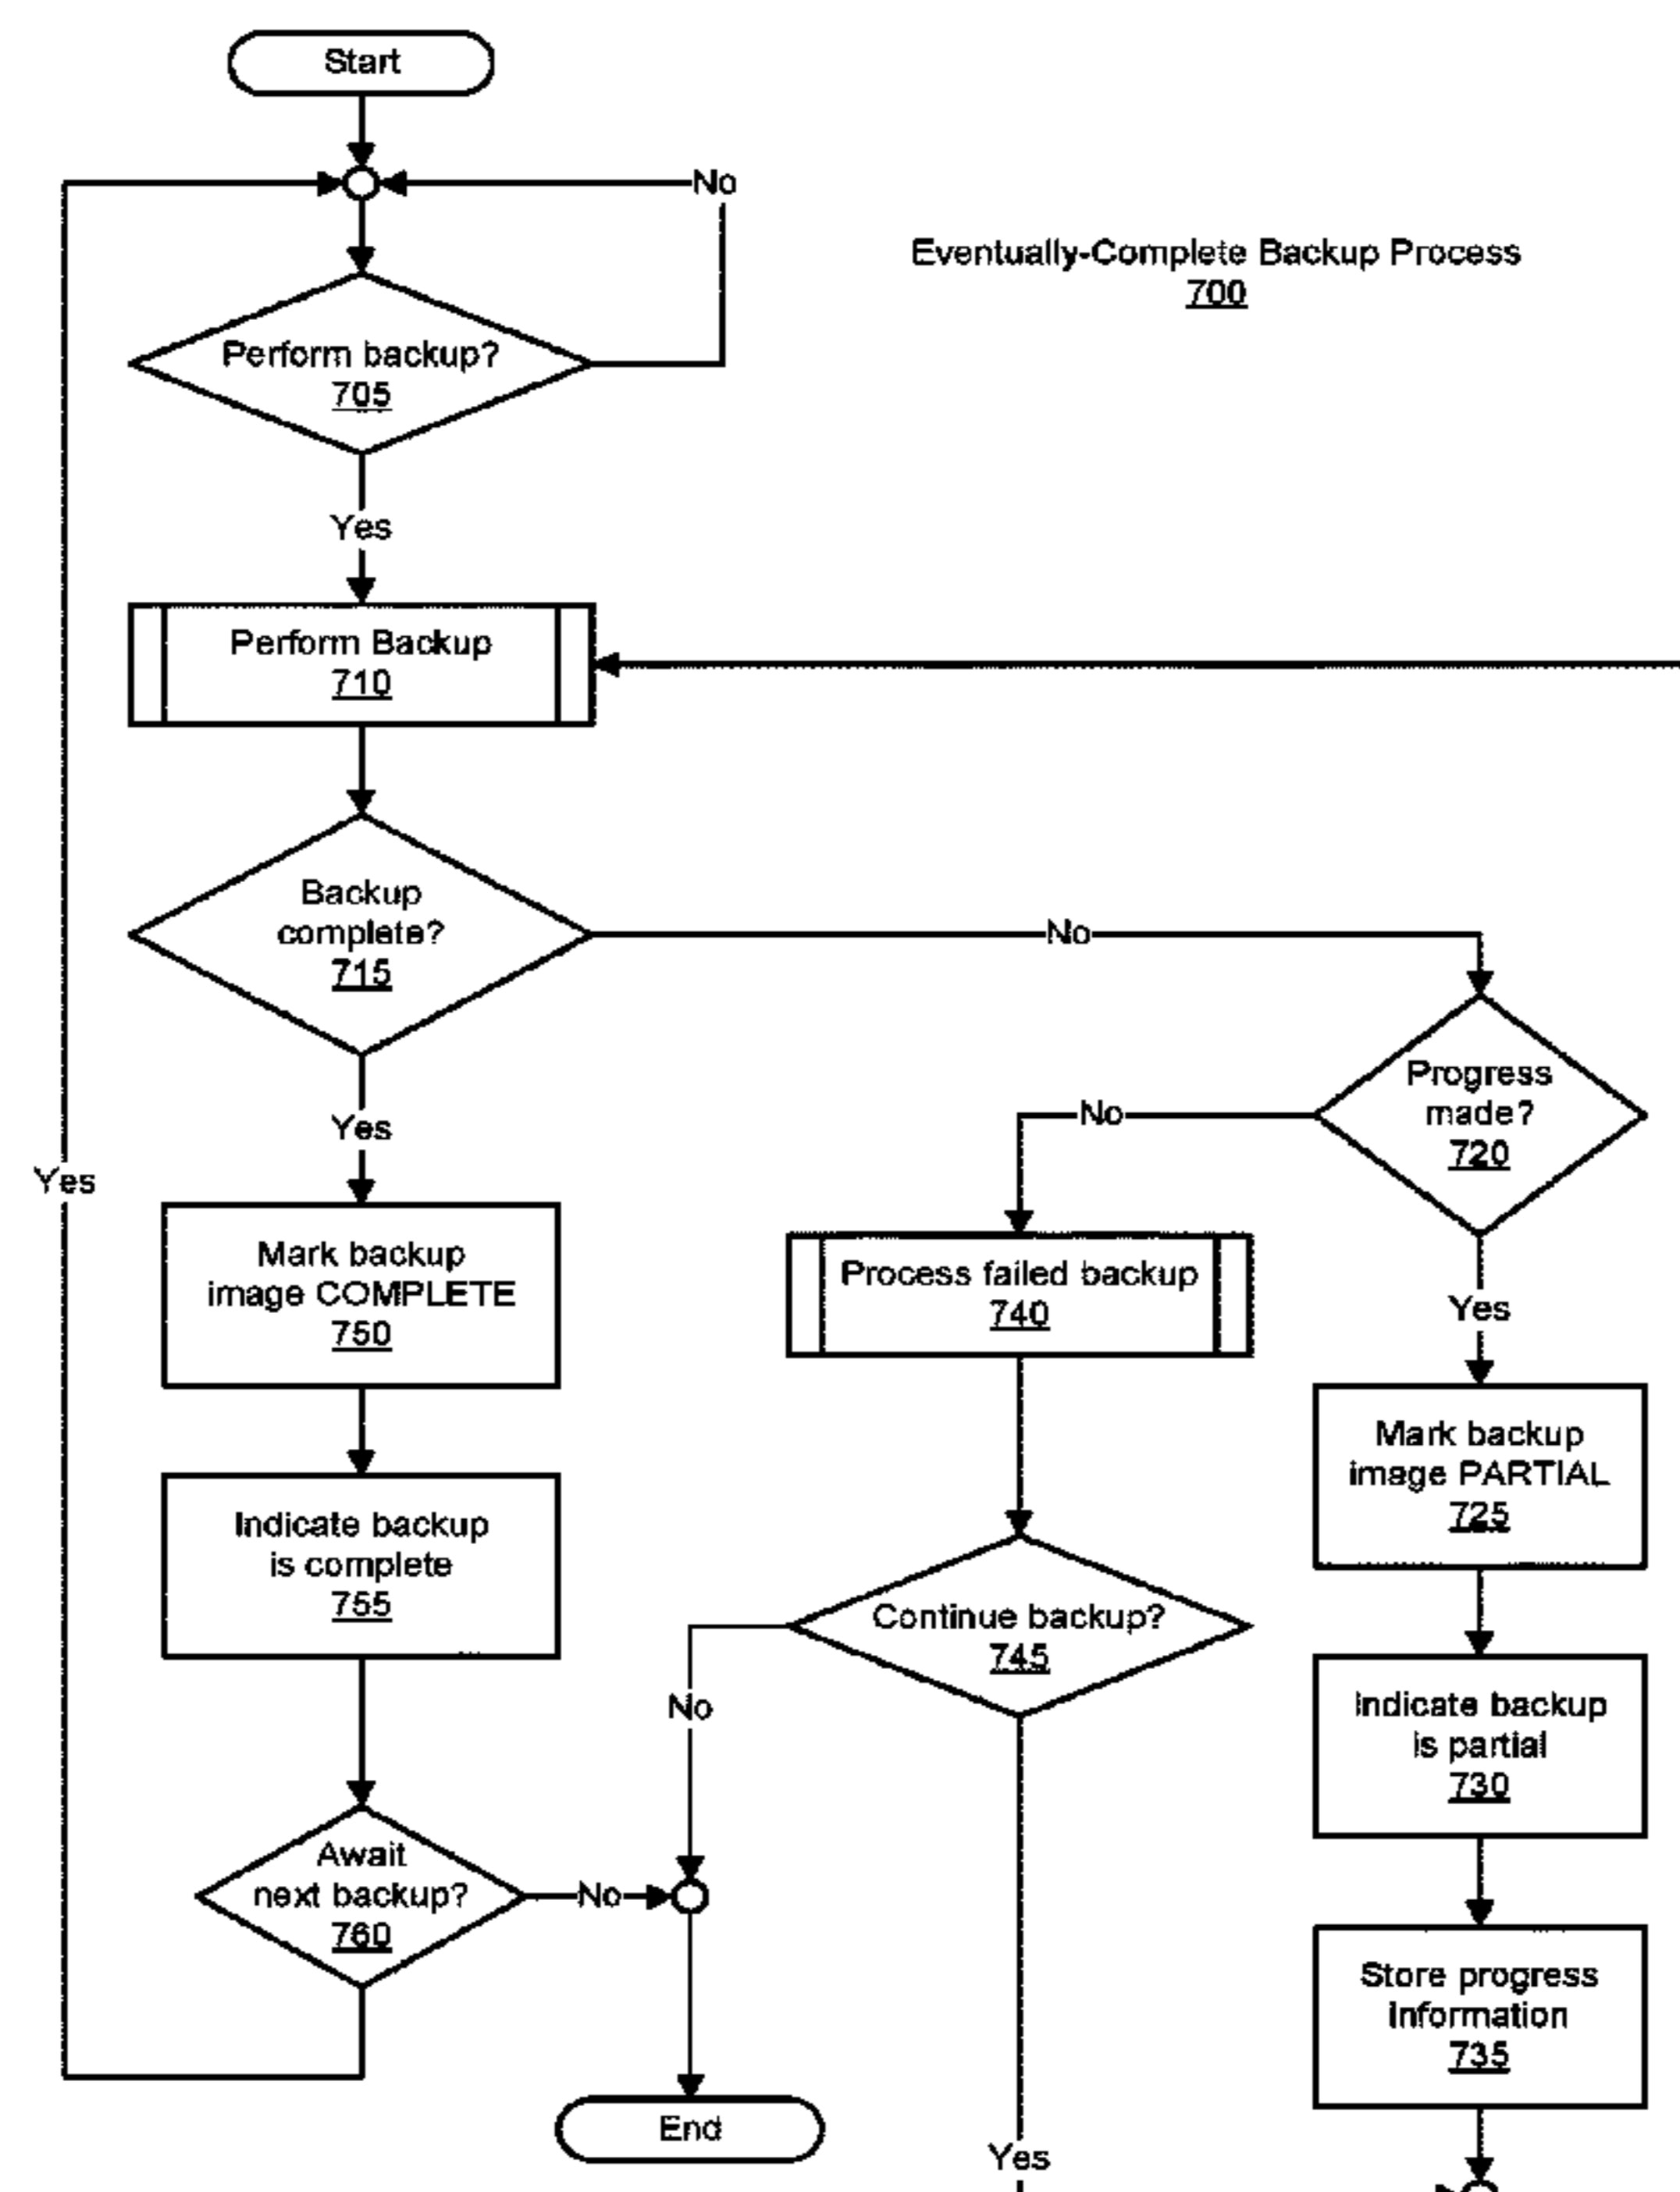 Start
No
Eventually-Complete Backup Process
700
Perform backup?
705
Yes
Perform Backup
710
Backup
complete?
715
No
Progress
made?
720
No
Yes
Yes
Mark backup
image COMPLETE
750
Process failed backup
740
Yes
Mark backup
image PARTIAL
725
Indicate backup
is complete
755
Continue backup?
745
No
Indicate backup
is partial
730
Await
next backup?
760
No
Store progress
information
735
End
Yes